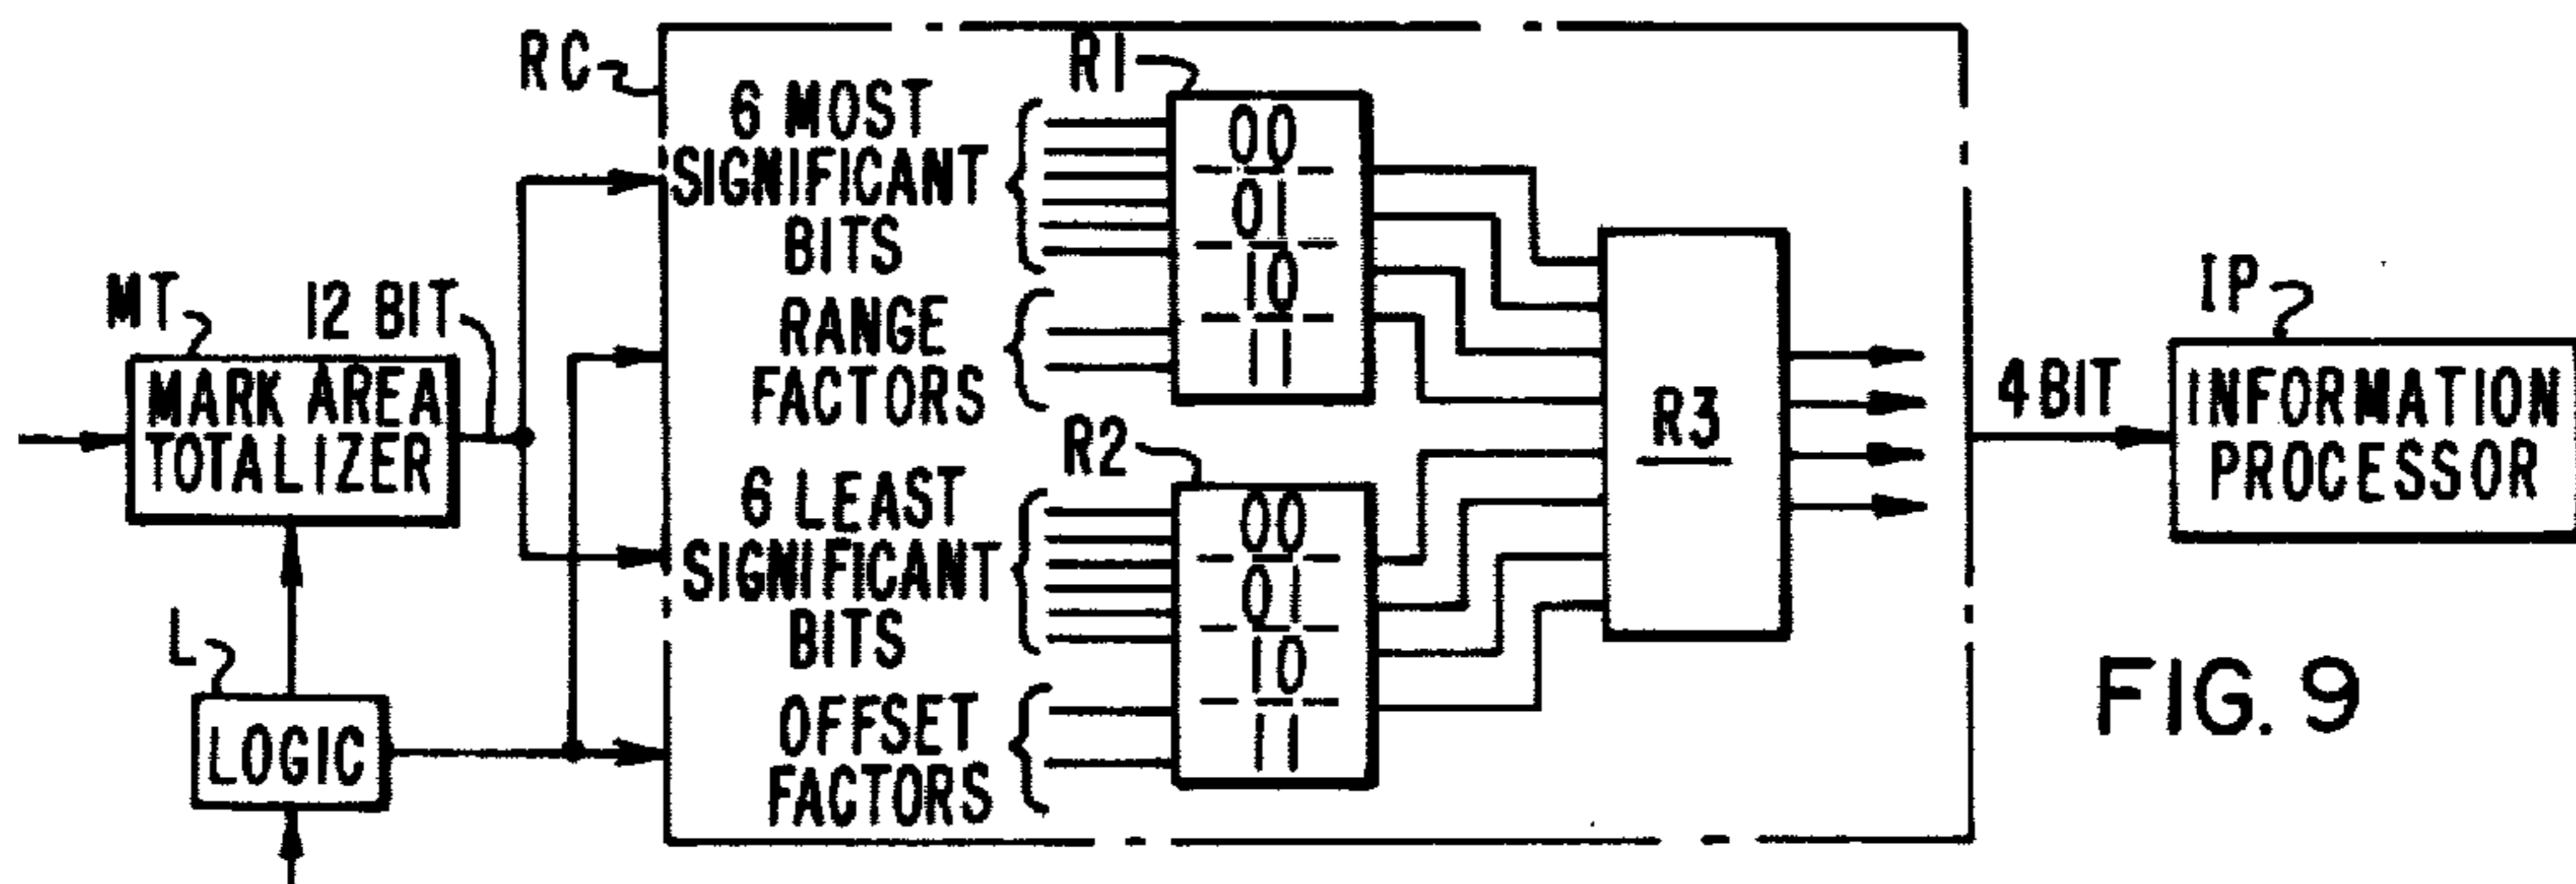 RC
6 MOST
SIGNIFICANT
BITS
RANGE
FACTORS
6 LEAST
SIGNIFICANT
BITS
OFFSET
FACTORS
R1
00
01
10
11
R2
00
01
10
11
R3
MT
12 BIT
MARK AREA
TOTALIZER
L
LOGIC
4 BIT
IP
INFORMATION
PROCESSOR
FIG. 9